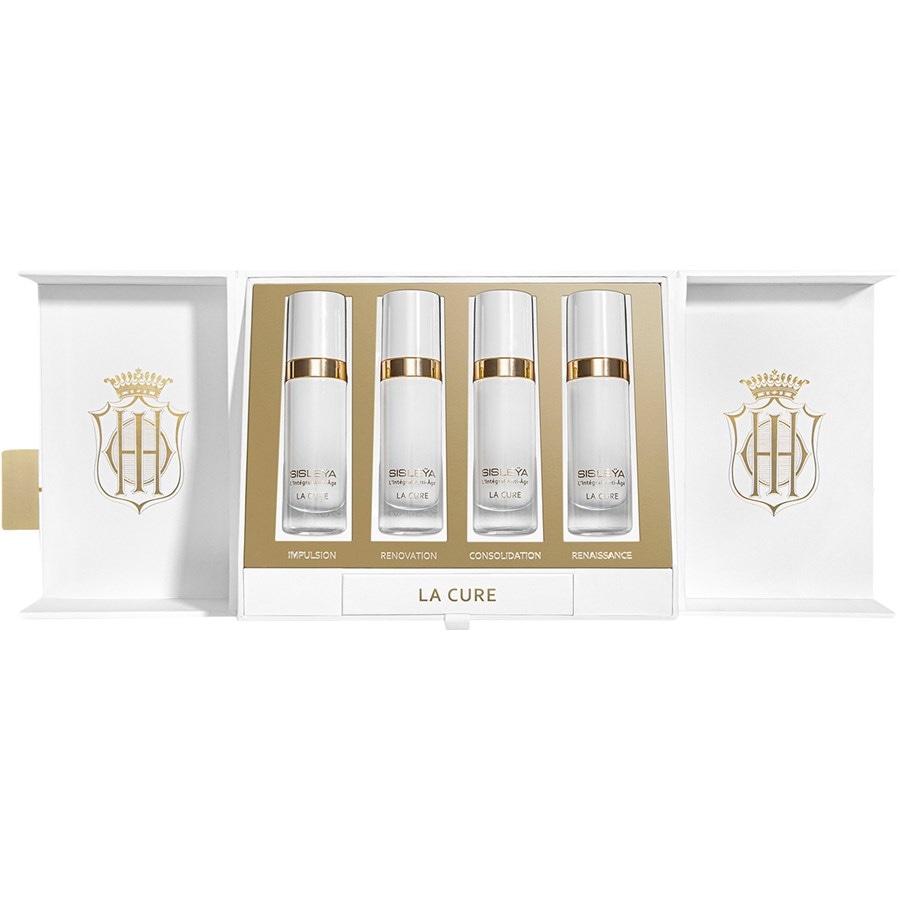 SISLEŸA
L'Intégral Anti-Âge
LA CURE
SISLEŸA
L'Intégral Anti-Âge
LA CURE
SISLEŸA
L'Intégral Anti-Âge
LA CURE
SISLEŸA
L'Intégral Anti-Âge
LA CURE
IMPULSION
RENOVATION
CONSOLIDATION
RENAISSANCE
LA CURE